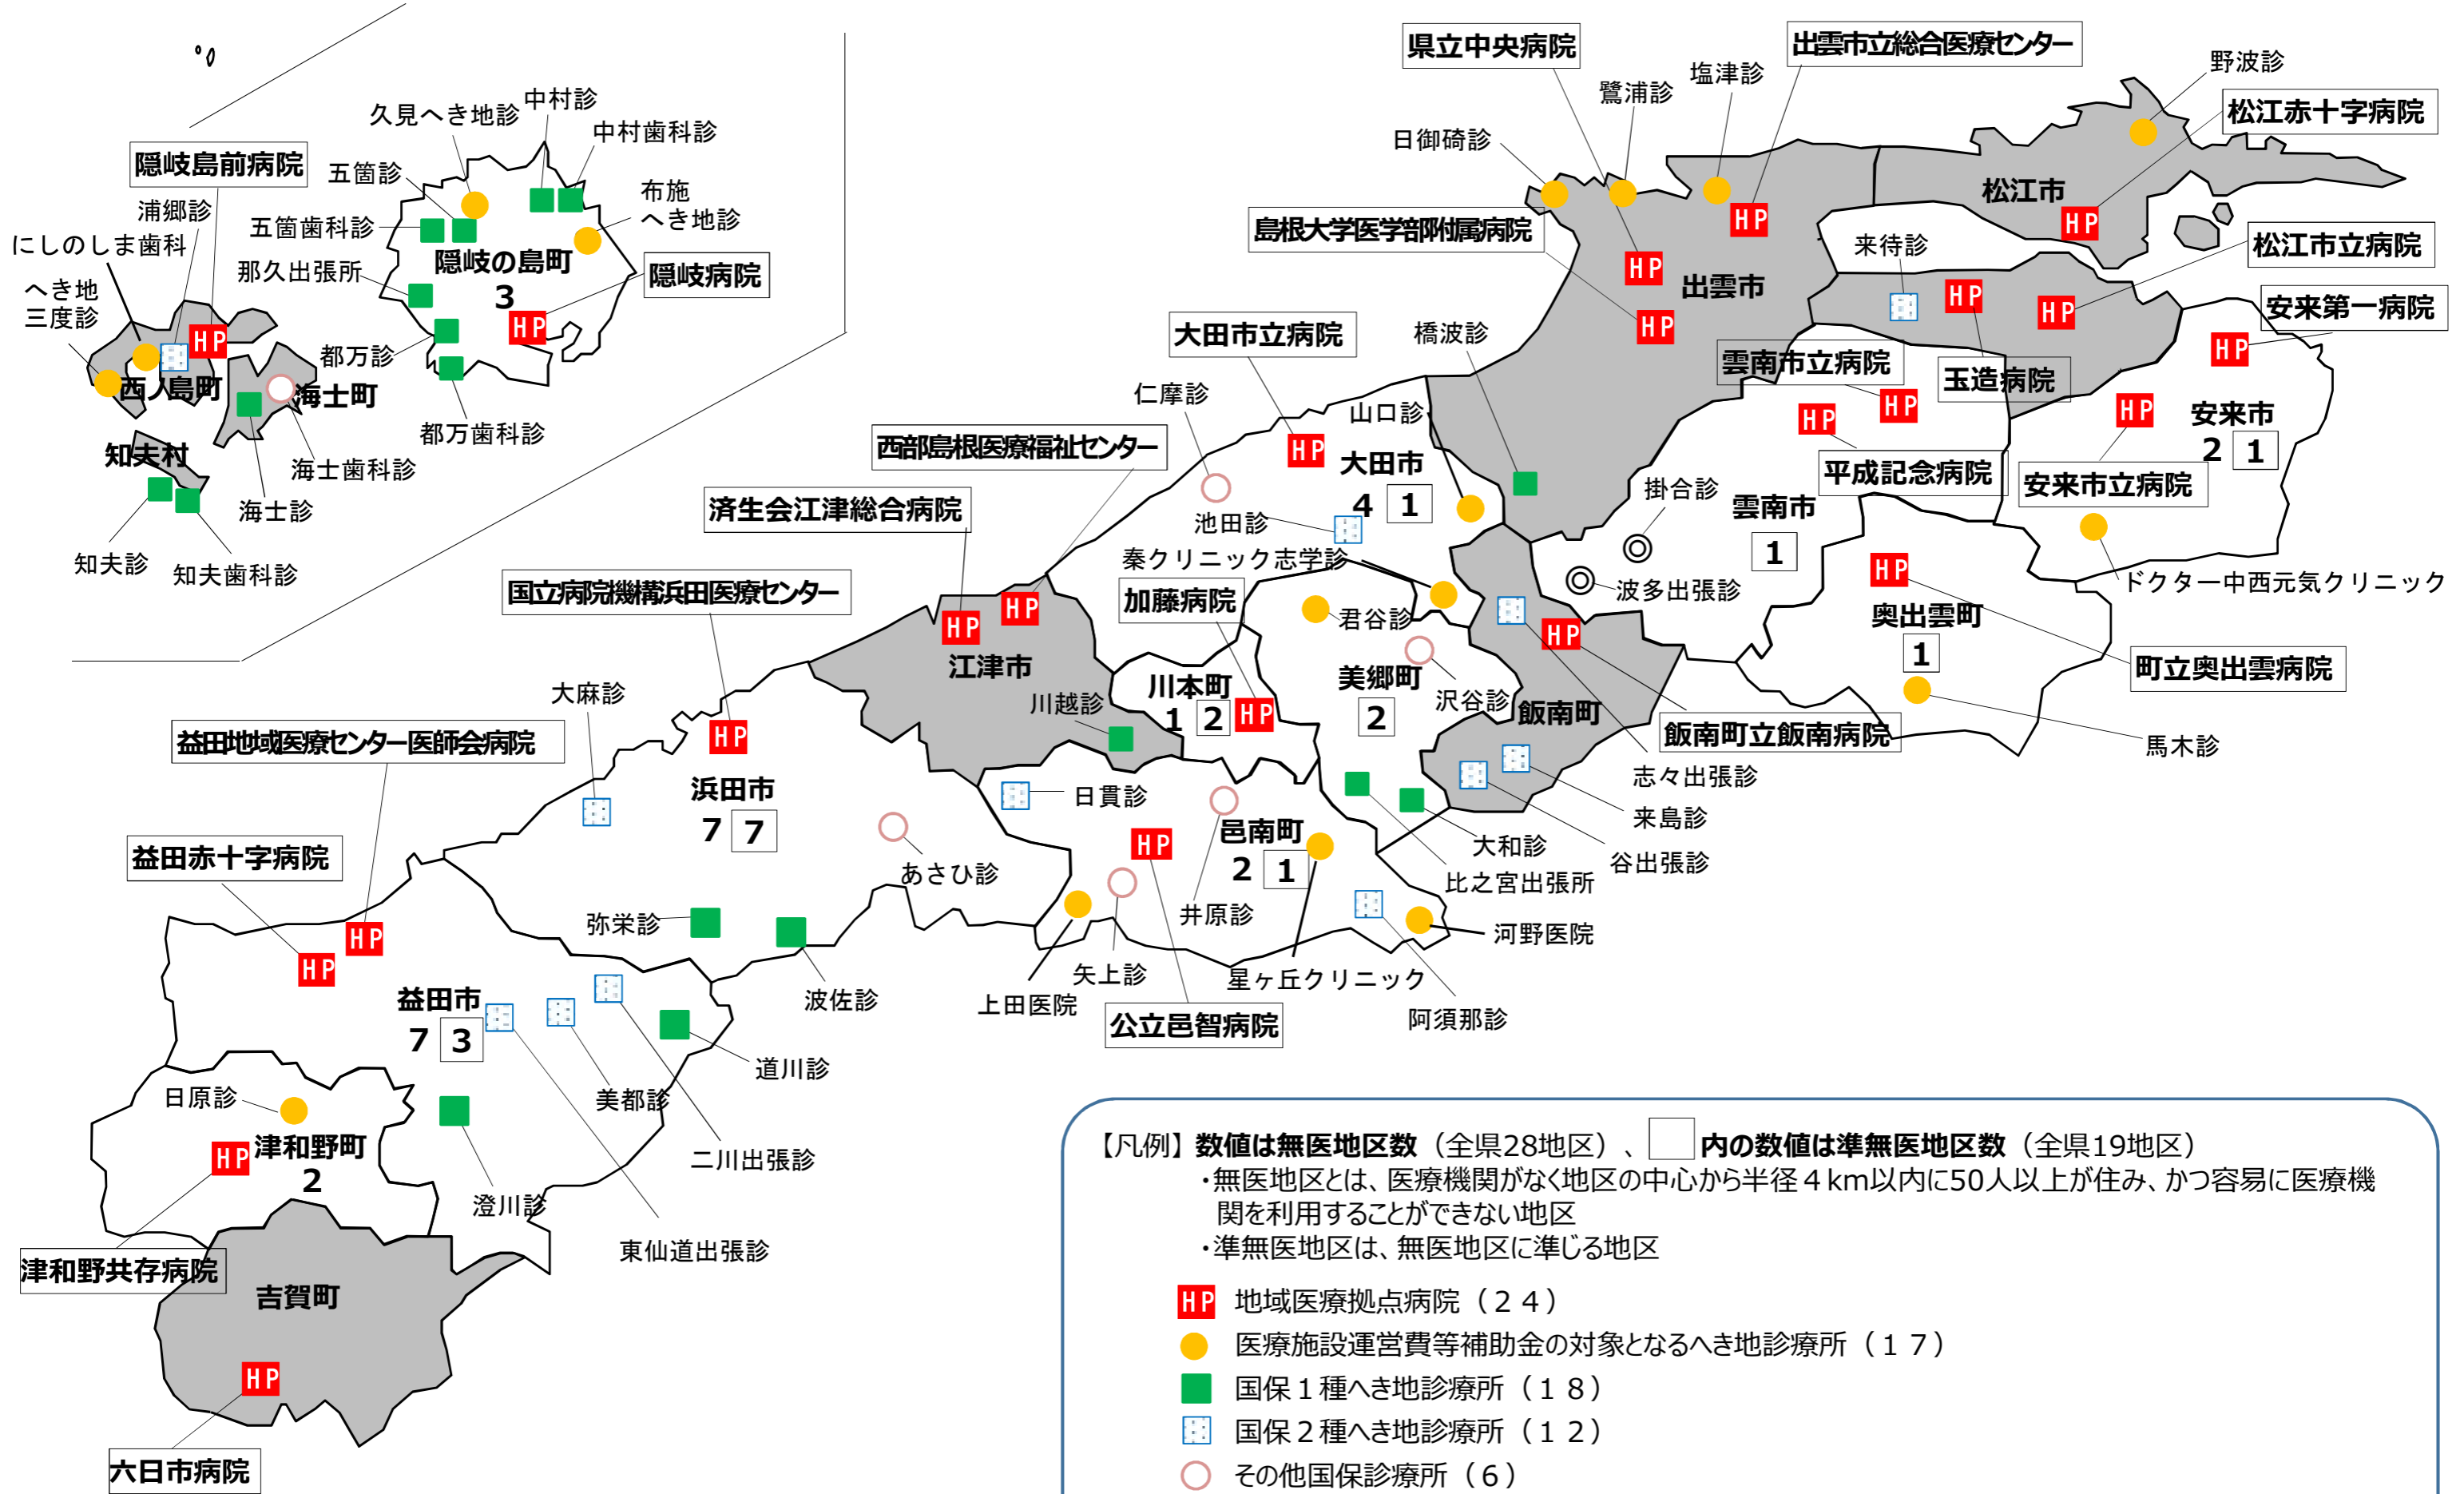 県立中央病院
出雲市立総合医療センター
野波診
塩津診
鷺浦診
松江赤十字病院
日御碕診
久見へき地診
中村診
中村歯科診
隠岐島前病院
五箇診
布施
へき地診
浦郷診
五箇歯科診
にしのしま歯科
那久出張所
隠岐の島町
3
隠岐病院
へき地
三度診
都万診
西ノ島町
海士町
都万歯科診
知夫村
海士歯科診
海士診
知夫診
知夫歯科診
松江市
島根大学医学部附属病院
来待診
松江市立病院
出雲市
安来第一病院
大田市立病院
橋波診
雲南市立病院
玉造病院
仁摩診
山口診
安来市
2 1
西部島根医療福祉センター
大田市
4 1
平成記念病院
安来市立病院
済生会江津総合病院
池田診
掛合診
雲南市
1
秦クリニック志学診
国立病院機構浜田医療センター
加藤病院
君谷診
波多出張診
ドクター中西元気クリニック
奥出雲町
1
江津市
川本町
1 2
美郷町
2
沢谷診
町立奥出雲病院
大麻診
川越診
飯南町
飯南町立飯南病院
馬木診
益田地域医療センター医師会病院
志々出張診
浜田市
7 7
日貫診
来島診
邑南町
2 1
大和診
谷出張診
益田赤十字病院
あさひ診
比之宮出張所
弥栄診
井原診
河野医院
矢上診
星ヶ丘クリニック
波佐診
上田医院
阿須那診
益田市
7 3
公立邑智病院
道川診
日原診
美都診
津和野町
2
二川出張診
澄川診
東仙道出張診
津和野共存病院
吉賀町
六日市病院
【凡例】数値は無医地区数（全県28地区）、 内の数値は準無医地区数（全県19地区）
・無医地区とは、医療機関がなく地区の中心から半径４km以内に50人以上が住み、かつ容易に医療機
関を利用することができない地区
・準無医地区は、無医地区に準じる地区
HP 地域医療拠点病院（２４）
医療施設運営費等補助金の対象となるへき地診療所（１７）
国保１種へき地診療所（１８）
国保２種へき地診療所（１２）
その他国保診療所（６）